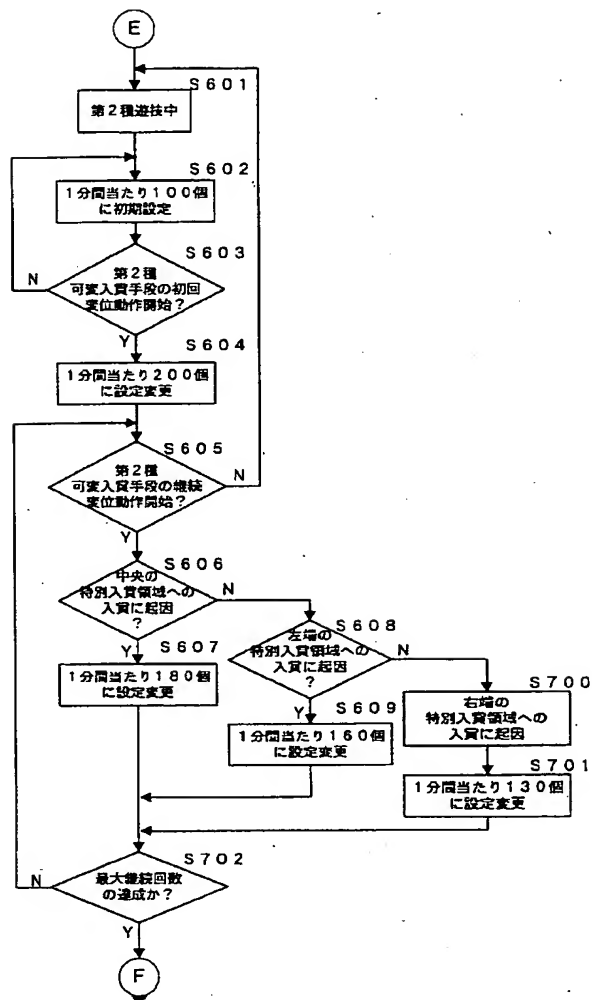 E
S601
第2種遊技中
S602
1分間当たり100個
に初期設定
S603
第2種
可変入賞手段の初回
変位動作開始？
N
Y
S604
1分間当たり200個
に設定変更
S605
第2種
可変入賞手段の継続
変位動作開始？
N
Y
S606
中央の
特別入賞領域への
入賞に起因
？
N
Y
S607
1分間当たり180個
に設定変更
S608
左端の
特別入賞領域への
入賞に起因
？
N
Y
S609
1分間当たり160個
に設定変更
S700
右端の
特別入賞領域への
入賞に起因
S701
1分間当たり130個
に設定変更
S702
最大継続回数
の達成か？
N
Y
F